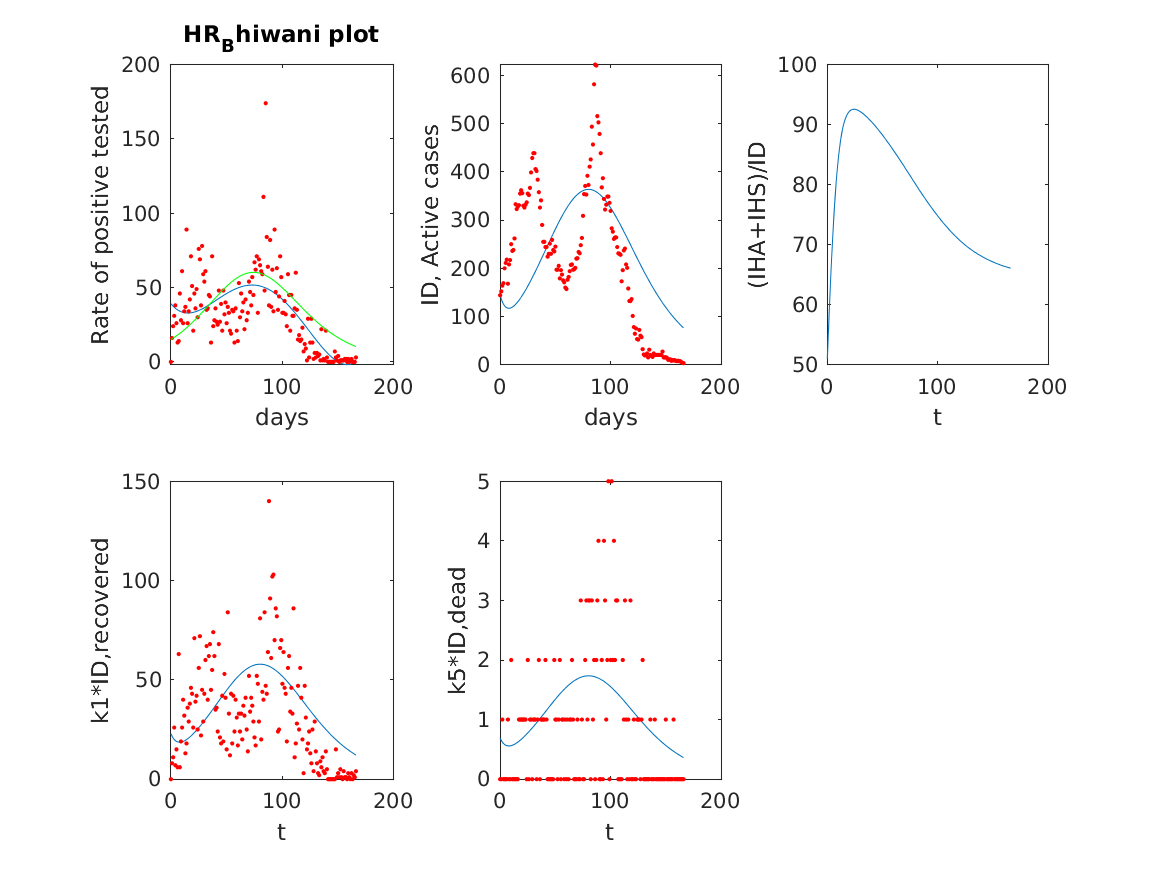 HR_Bhiwani plot
200
150
100
50
0
Rate of positive tested
0 100 200
days
600
500
400
300
200
100
0
ID, Active cases
0 100 200
days
100
90
80
70
60
50
(IHA+IHS)/ID
0 100 200
t
150
100
50
0
k1*ID,recovered
0 100 200
t
5
4
3
2
1
0
k5*ID,dead
0 100 200
t